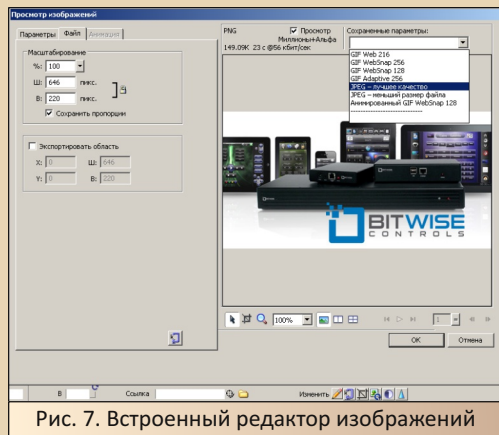 Просмотр изображений
Параметры Файл Анимация
Масштабирование
%: 100
Ш: 646 пикс.
В: 220 пикс.
Сохранить пропорции
Экспортировать область
X: 0 Ш: 646
Y: 0 В: 220
PNG Просмотр
Миллионы+Альфа
149.09K 23 с @56 кбит/сек
Сохраненные параметры:
GIF Web 216
GIF WebSnap 256
GIF WebSnap 128
GIF Adaptive 256
JPEG – лучшее качество
JPEG – меньший размер файла
Анимированный GIF WebSnap 128
BITWISE
CONTROLS
100%
1
OK Отмена
В Ссылка Изменить
Рис. 7. Встроенный редактор изображений